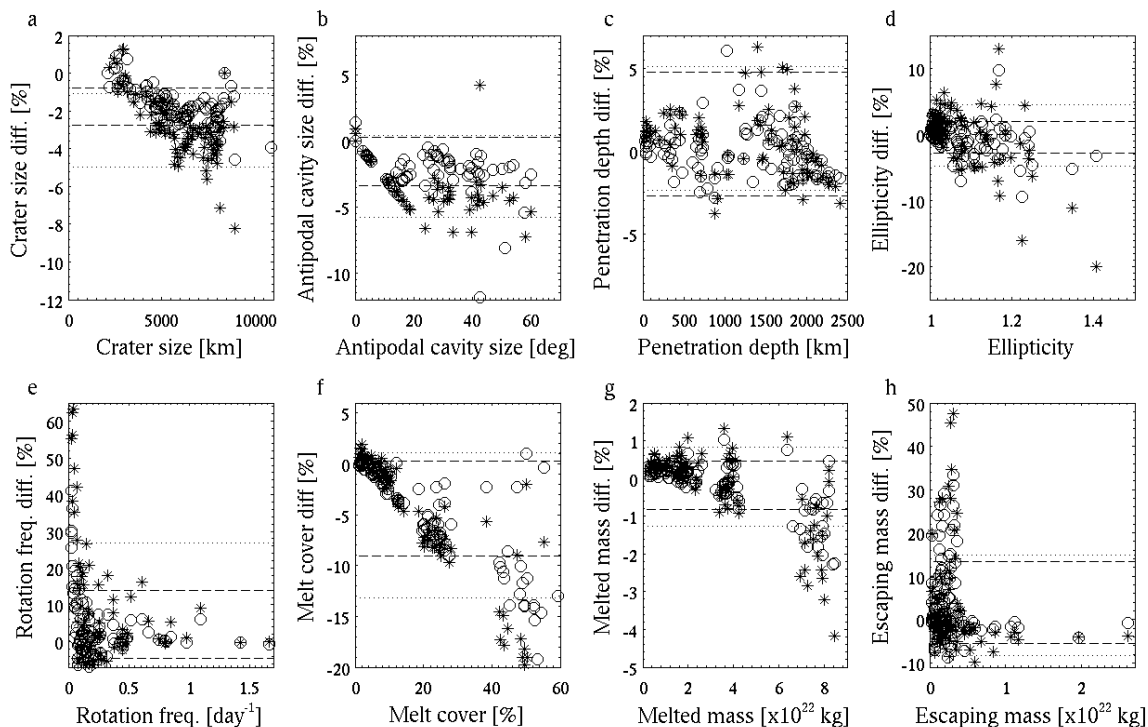 a b c d
Crater size diff. [%]
2
0
-2
-4
-6
-8
-10
-12
0 5000 10000
Crater size [km]
Antipodal cavity size diff. [%]
5
0
-5
-10
0 20 40 60
Antipodal cavity size [deg]
Penetration depth diff. [%]
5
0
-5
0 500 1000 1500 2000 2500
Penetration depth [km]
Ellipticity diff. [%]
10
0
-10
-20
1 1.2 1.4
Ellipticity
e f g h
Rotation freq. diff. [%]
60
50
40
30
20
10
0
0 0.5 1 1.5
Rotation freq. [day-1]
Melt cover diff [%]
5
0
-5
-10
-15
-20
0 20 40 60
Melt cover [%]
Melted mass diff. [%]
2
1
0
-1
-2
-3
-4
-5
0 2 4 6 8
Melted mass [x10²² kg]
Escaping mass diff. [%]
50
40
30
20
10
0
-10
0 1 2
Escaping mass [x10²² kg]